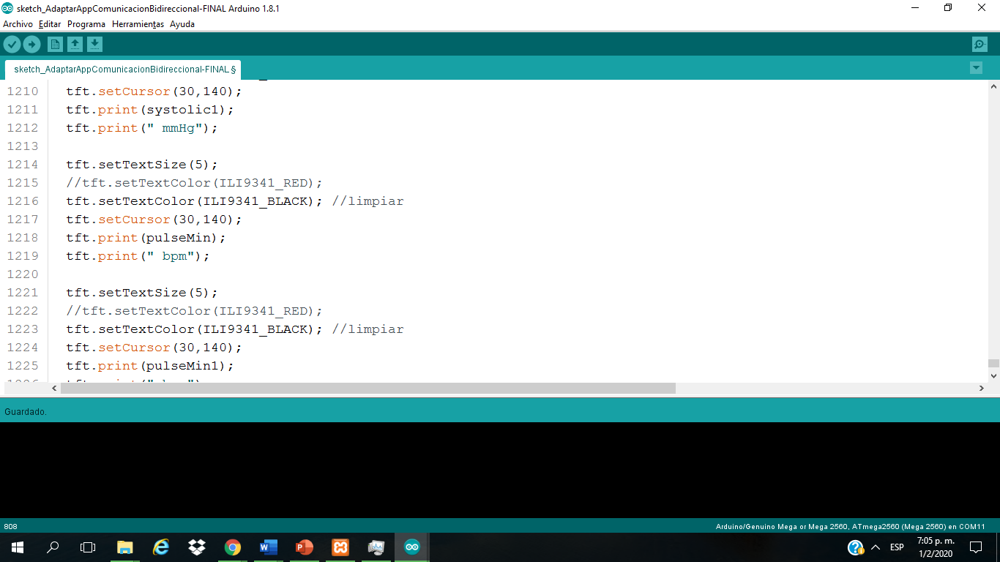 sketch_AdaptarAppComunicacionBidireccional-FINAL Arduino 1.8.1
Archivo Editar Programa Herramientas Ayuda
sketch_AdaptarAppComunicacionBidireccional-FINAL §
1210 tft.setCursor(30,140);
1211 tft.print(systolic1);
1212 tft.print(" mmHg");
1213
1214 tft.setTextSize(5);
1215 //tft.setTextColor(ILI9341_RED);
1216 tft.setTextColor(ILI9341_BLACK); //limpiar
1217 tft.setCursor(30,140);
1218 tft.print(pulseMin);
1219 tft.print(" bpm");
1220
1221 tft.setTextSize(5);
1222 //tft.setTextColor(ILI9341_RED);
1223 tft.setTextColor(ILI9341_BLACK); //limpiar
1224 tft.setCursor(30,140);
1225 tft.print(pulseMin1);
Guardado.
808
Arduino/Genuino Mega or Mega 2560, ATmega2560 (Mega 2560) en COM11
ESP
7:05 p. m.
1/2/2020